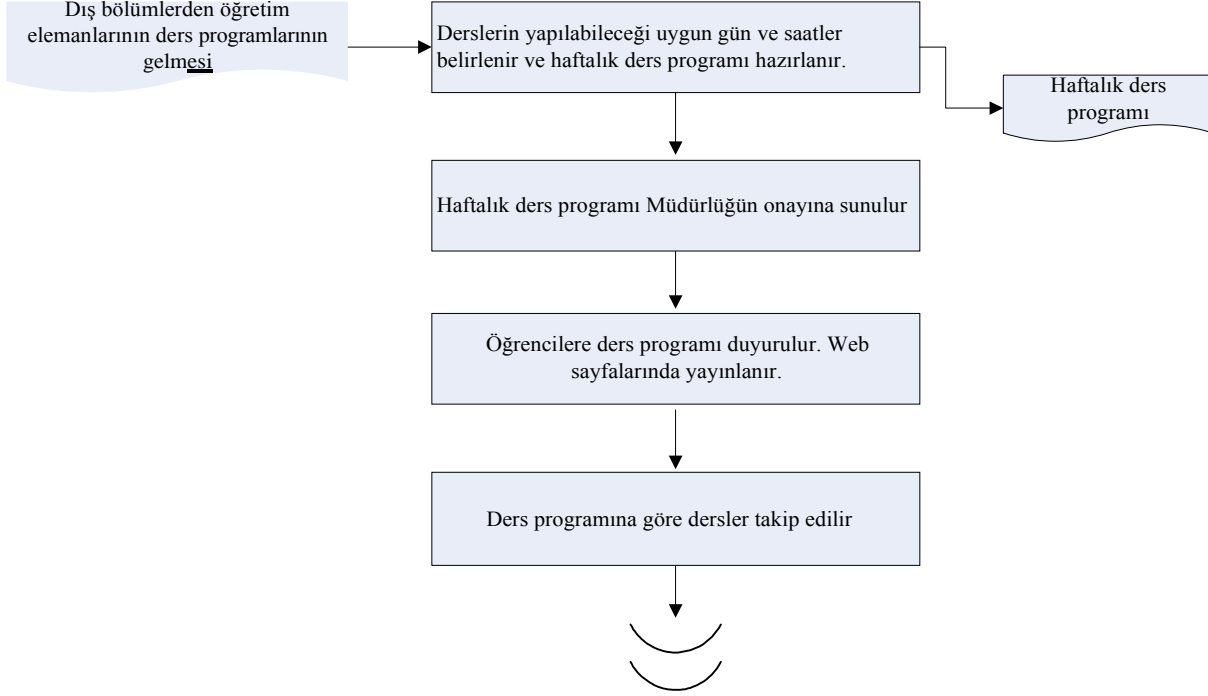 Dış bölümlerden öğretim
elemanlarının ders programlarının
gelmesi
Derslerin yapılabileceği uygun gün ve saatler
belirlenir ve haftalık ders programı hazırlanır.
Haftalık ders
programı
Haftalık ders programı Müdürlüğün onayına sunulur
Öğrencilere ders programı duyurulur. Web
sayfalarında yayınlanır.
Ders programına göre dersler takip edilir